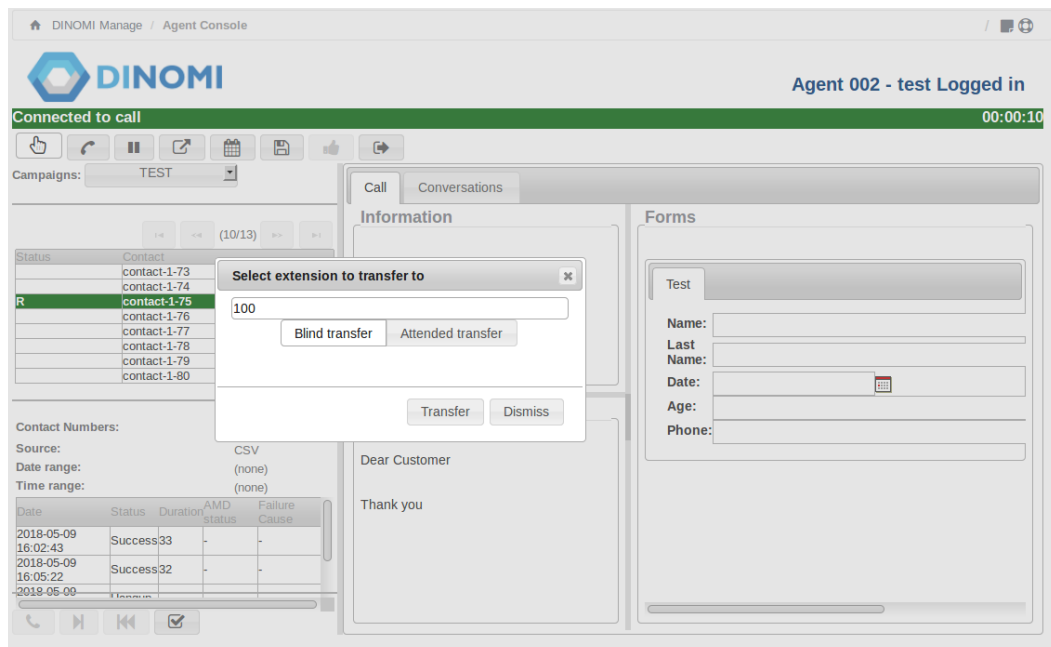 DINOMI Manage / Agent Console /
DINOMI
Agent 002 - test Logged in
Connected to call 00:00:10
Campaigns: TEST
Call Conversations
Information
Forms
(10/13)
Status Contact
contact-1-73
contact-1-74
R contact-1-75
contact-1-76
contact-1-77
contact-1-78
contact-1-79
contact-1-80
Select extension to transfer to
100
Blind transfer Attended transfer
Transfer Dismiss
Test
Name:
Last
Name:
Date:
Age:
Phone:
Contact Numbers:
Source: CSV
Date range: (none)
Time range: (none)
Dear Customer
Thank you
Date Status Duration AMD status Failure Cause
2018-05-09 16:02:43 Success 33 - -
2018-05-09 16:05:22 Success 32 - -
2018-05-09